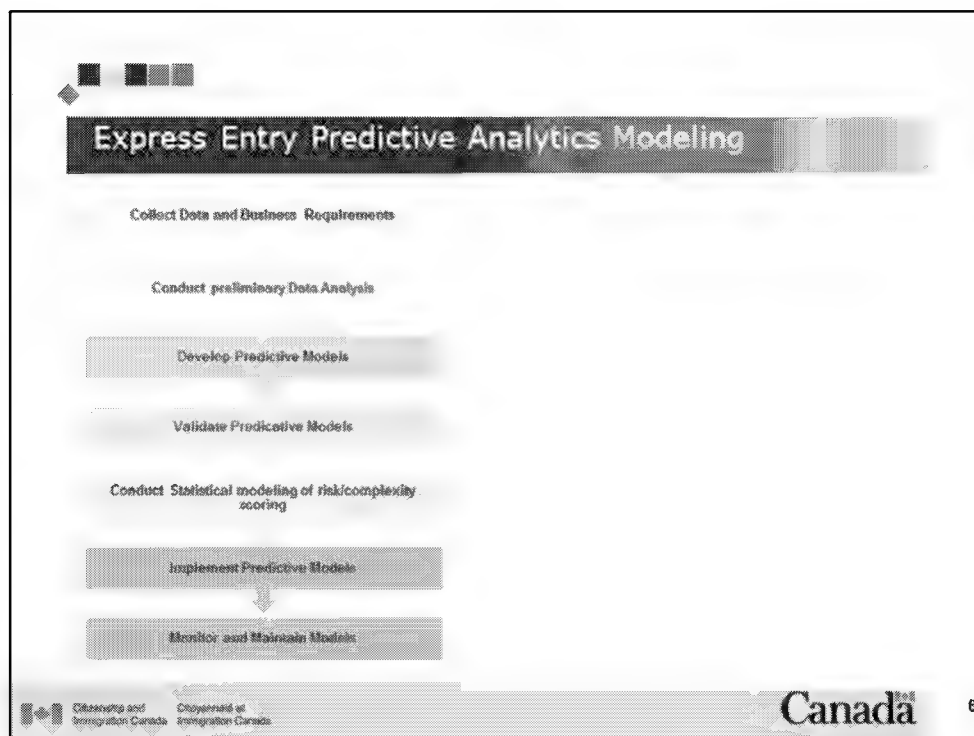 Express Entry Predictive Analytics Modeling
Collect Data and Business Requirements
Conduct preliminary Data Analysis
Develop Predictive Models
Validate Predicative Models
Conduct Statistical modeling of risk/complexity
scoring
Implement Predictive Models
Monitor and Maintain Models
Citizenship and
Immigration Canada
Citoyenneté et
Immigration Canada
Canada
6